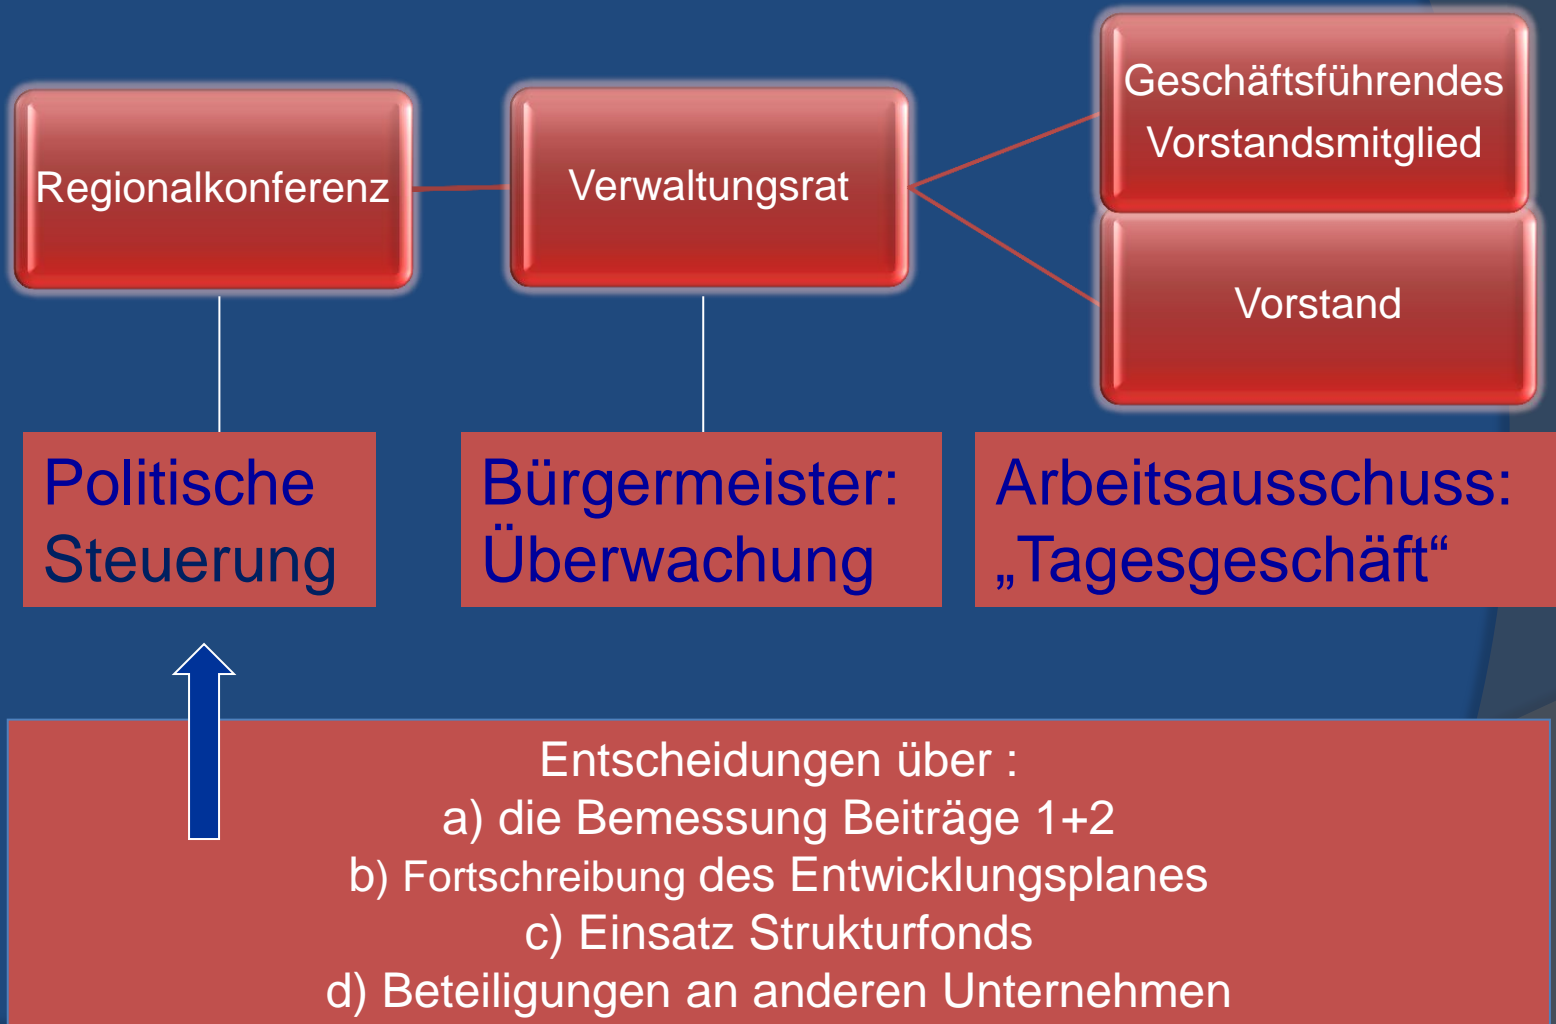 Regionalkonferenz
Verwaltungsrat
Geschäftsführendes
Vorstandsmitglied
Vorstand
Politische
Steuerung
Bürgermeister:
Überwachung
Arbeitsausschuss:
„Tagesgeschäft“
Entscheidungen über :
a) die Bemessung Beiträge 1+2
b) Fortschreibung des Entwicklungsplanes
c) Einsatz Strukturfonds
d) Beteiligungen an anderen Unternehmen